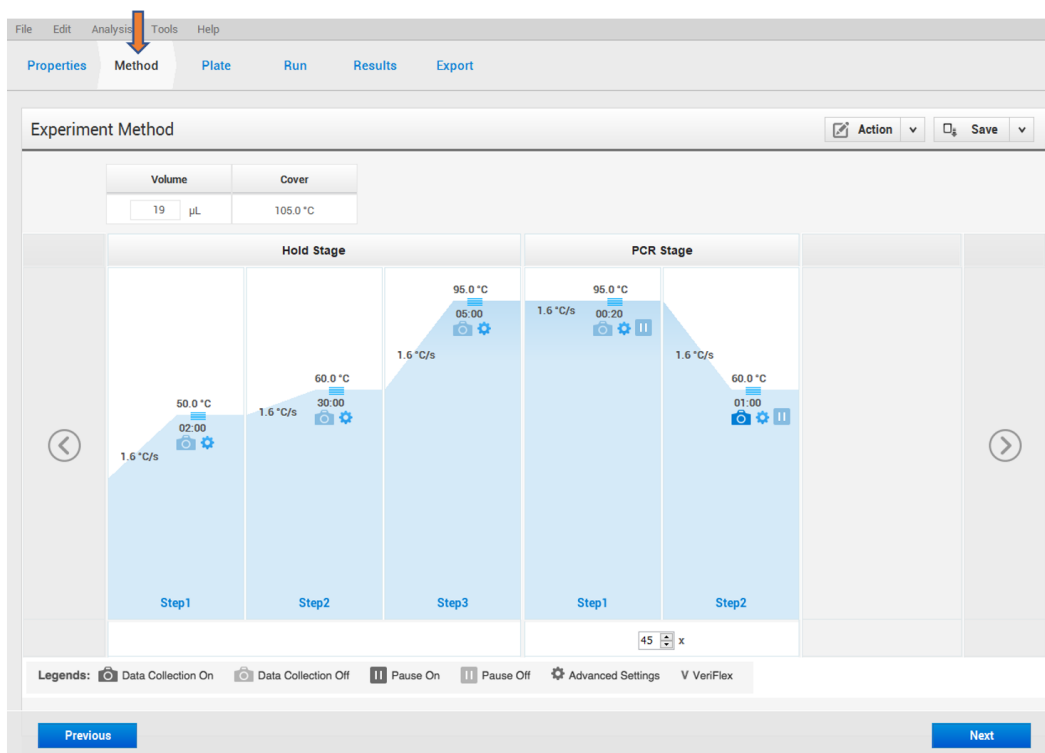 File Edit Analysis Tools Help
Properties Method Plate Run Results Export
Experiment Method
Action Save
Volume Cover
19 µL 105.0 °C
Hold Stage PCR Stage
95.0 °C 95.0 °C
05:00 1.6 °C/s 00:20
1.6 °C/s 1.6 °C/s
60.0 °C 60.0 °C
50.0 °C 1.6 °C/s 30:00 01:00
02:00
1.6 °C/s
Step1 Step2 Step3 Step1 Step2
45 x
Legends: Data Collection On Data Collection Off Pause On Pause Off Advanced Settings V VeriFlex
Previous Next